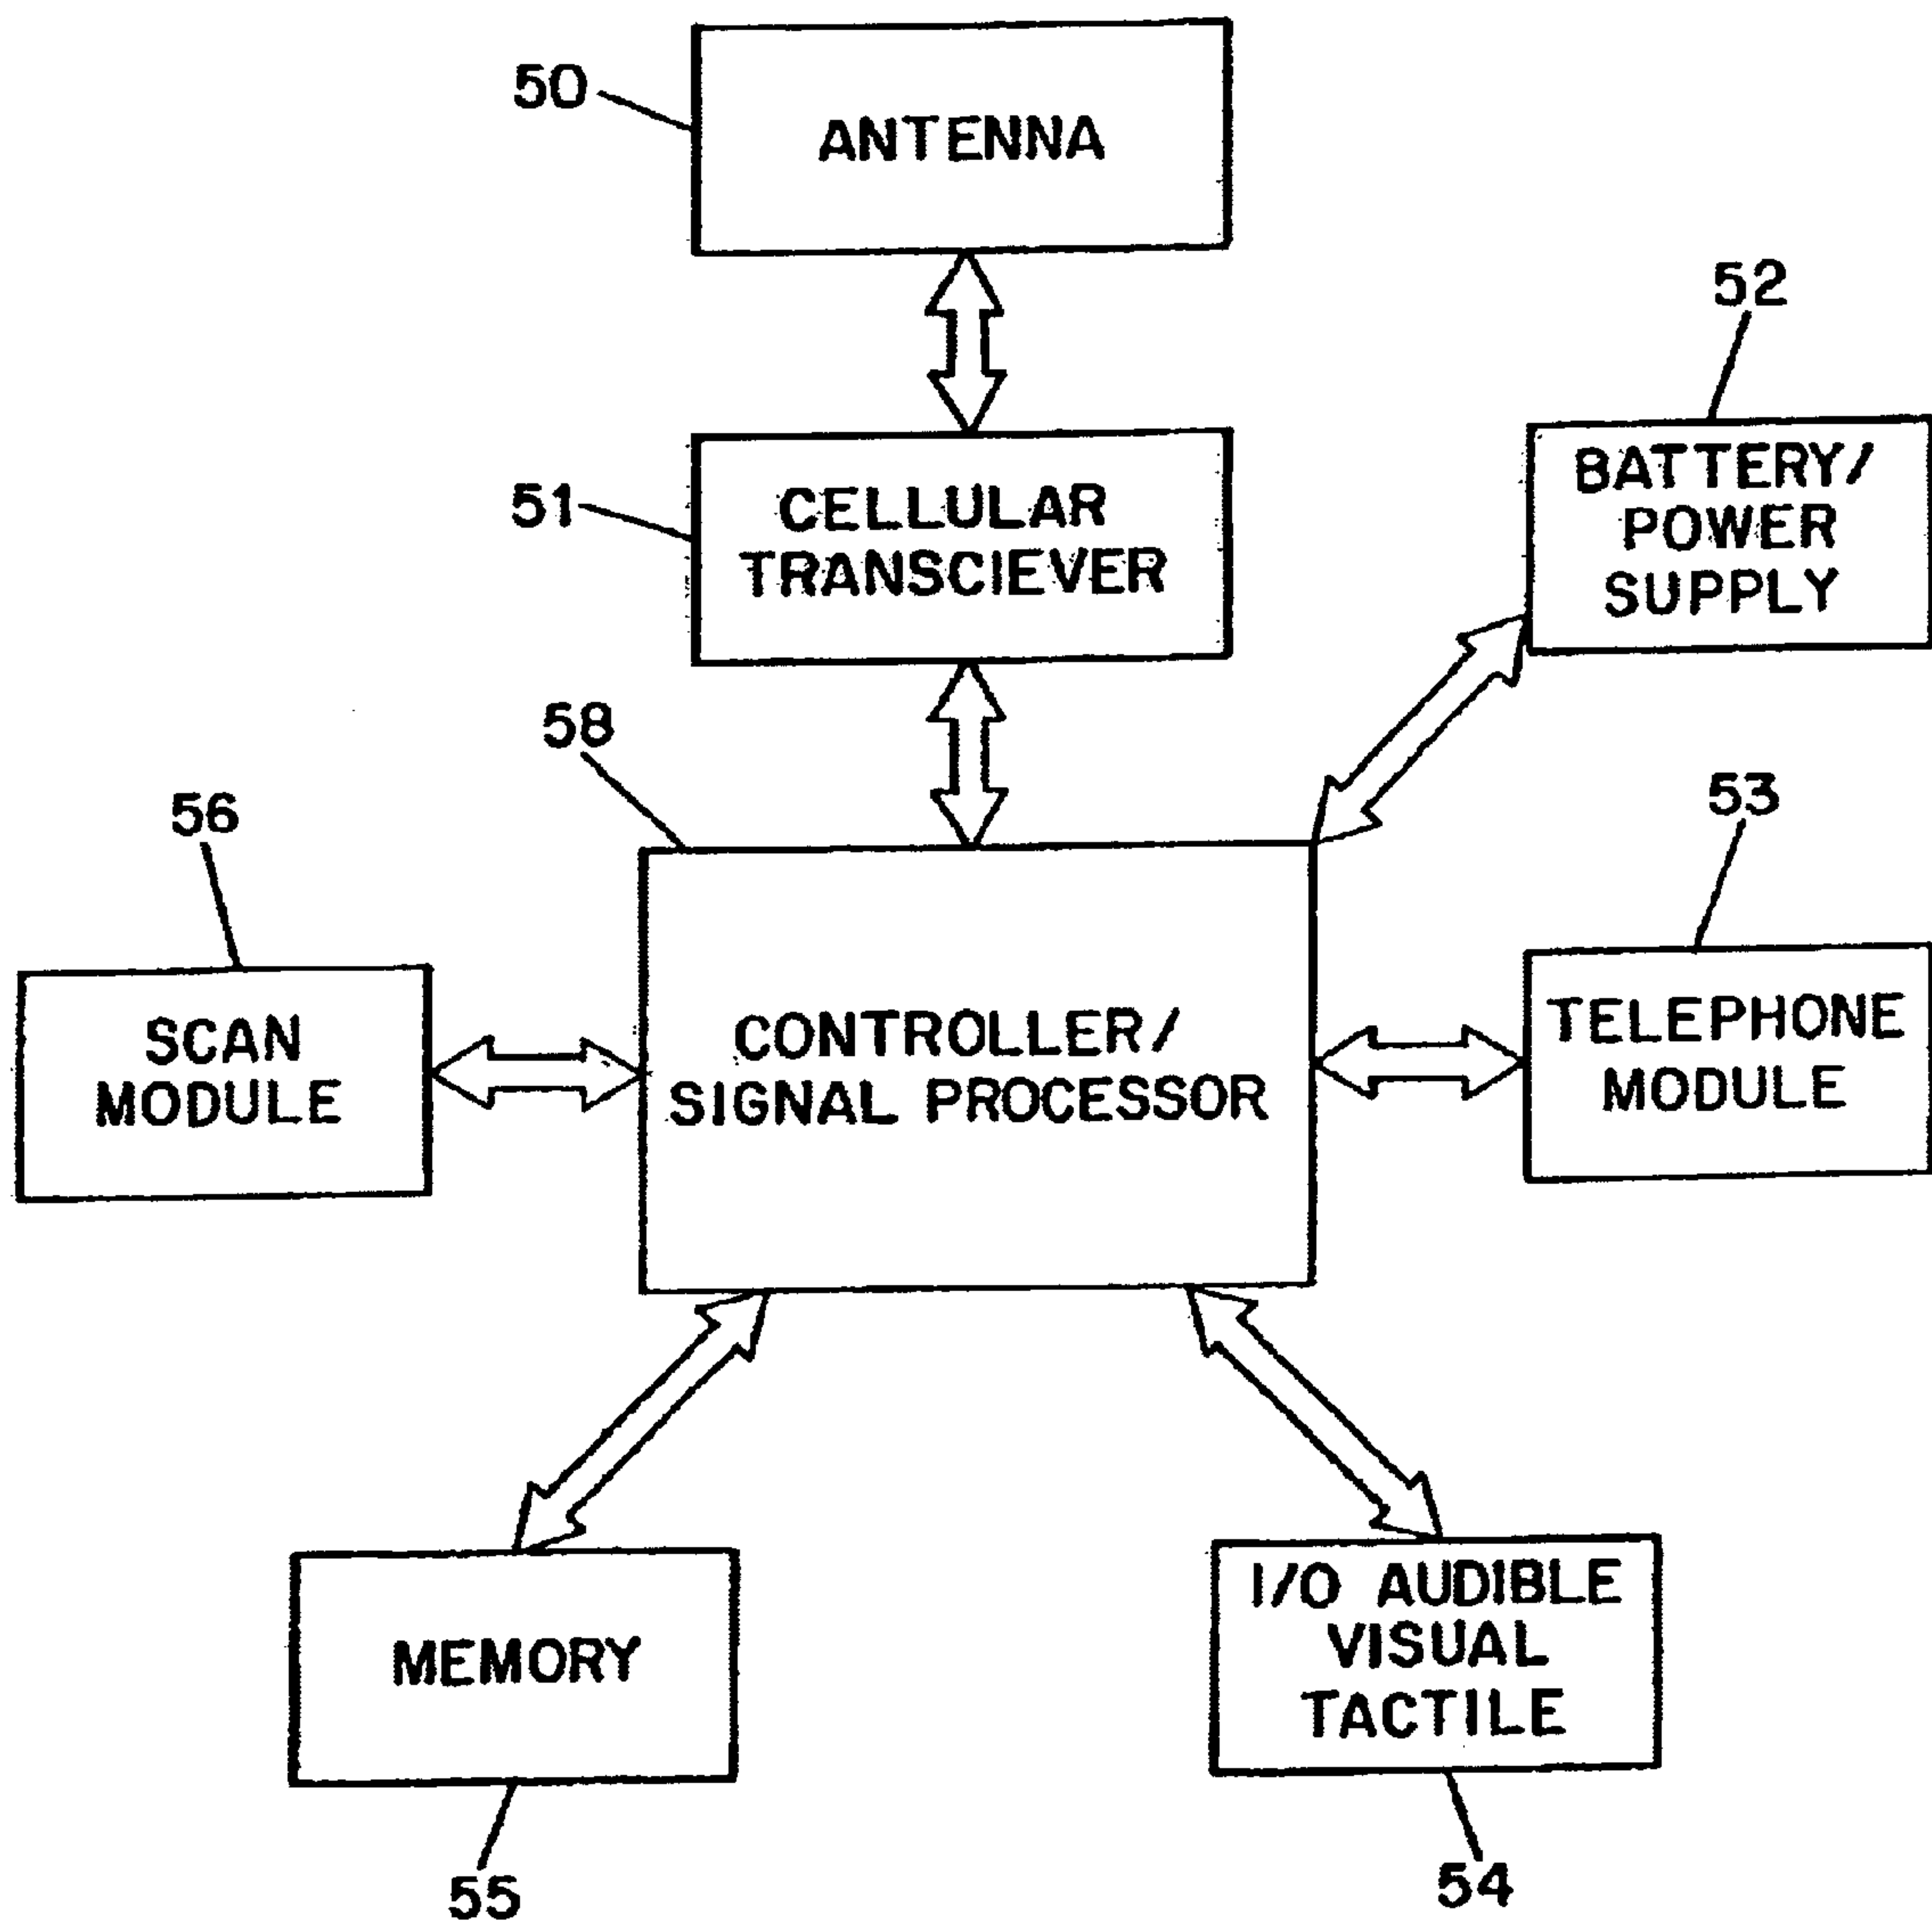 50
ANTENNA
52
51
CELLULAR
TRANSCIEVER
BATTERY/
POWER
SUPPLY
58
56
53
SCAN
MODULE
CONTROLLER/
SIGNAL PROCESSOR
TELEPHONE
MODULE
MEMORY
I/O AUDIBLE
VISUAL
TACTILE
55
54